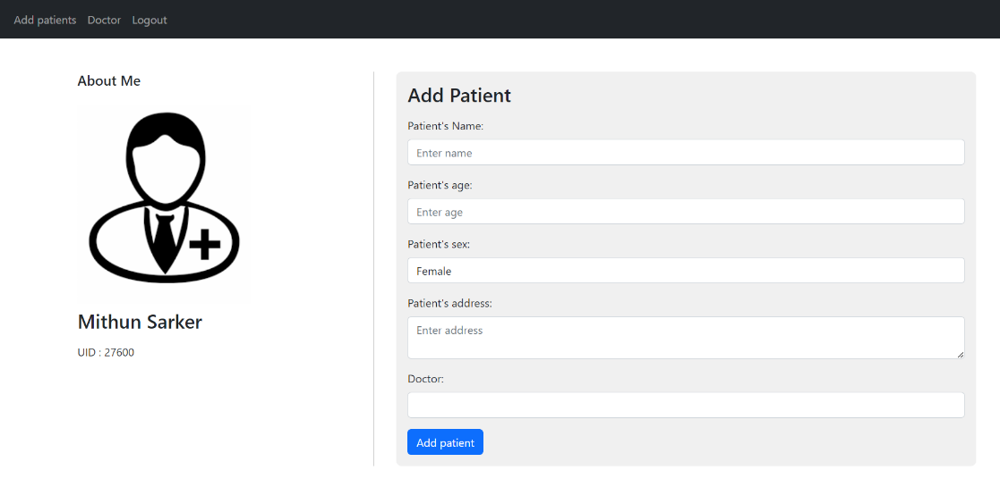 Add patients Doctor Logout
About Me
Mithun Sarker
UID : 27600
Add Patient
Patient's Name:
Enter name
Patient's age:
Enter age
Patient's sex:
Female
Patient's address:
Enter address
Doctor:
Add patient